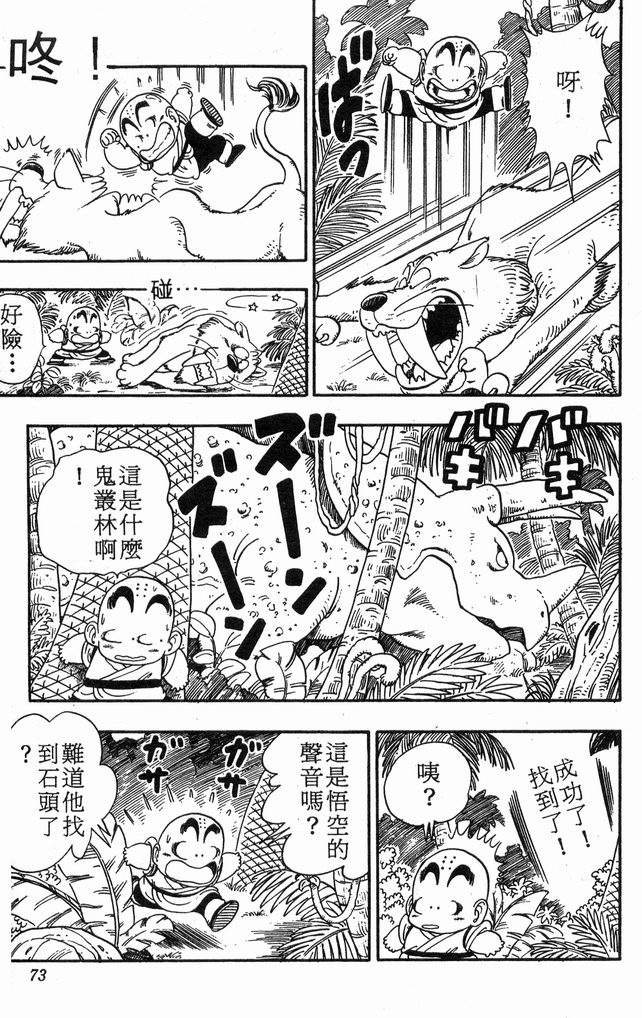 呀！
ばっ
咚！
碰⋯⋯
好險⋯
バキ
バキ
ズーン
ズーン
這是什麼
鬼叢林啊
！
成功了！
找到了！
咦？
這是悟空的
聲音嗎？
ガサ
ガサ
難道他找
到石頭了
？
73